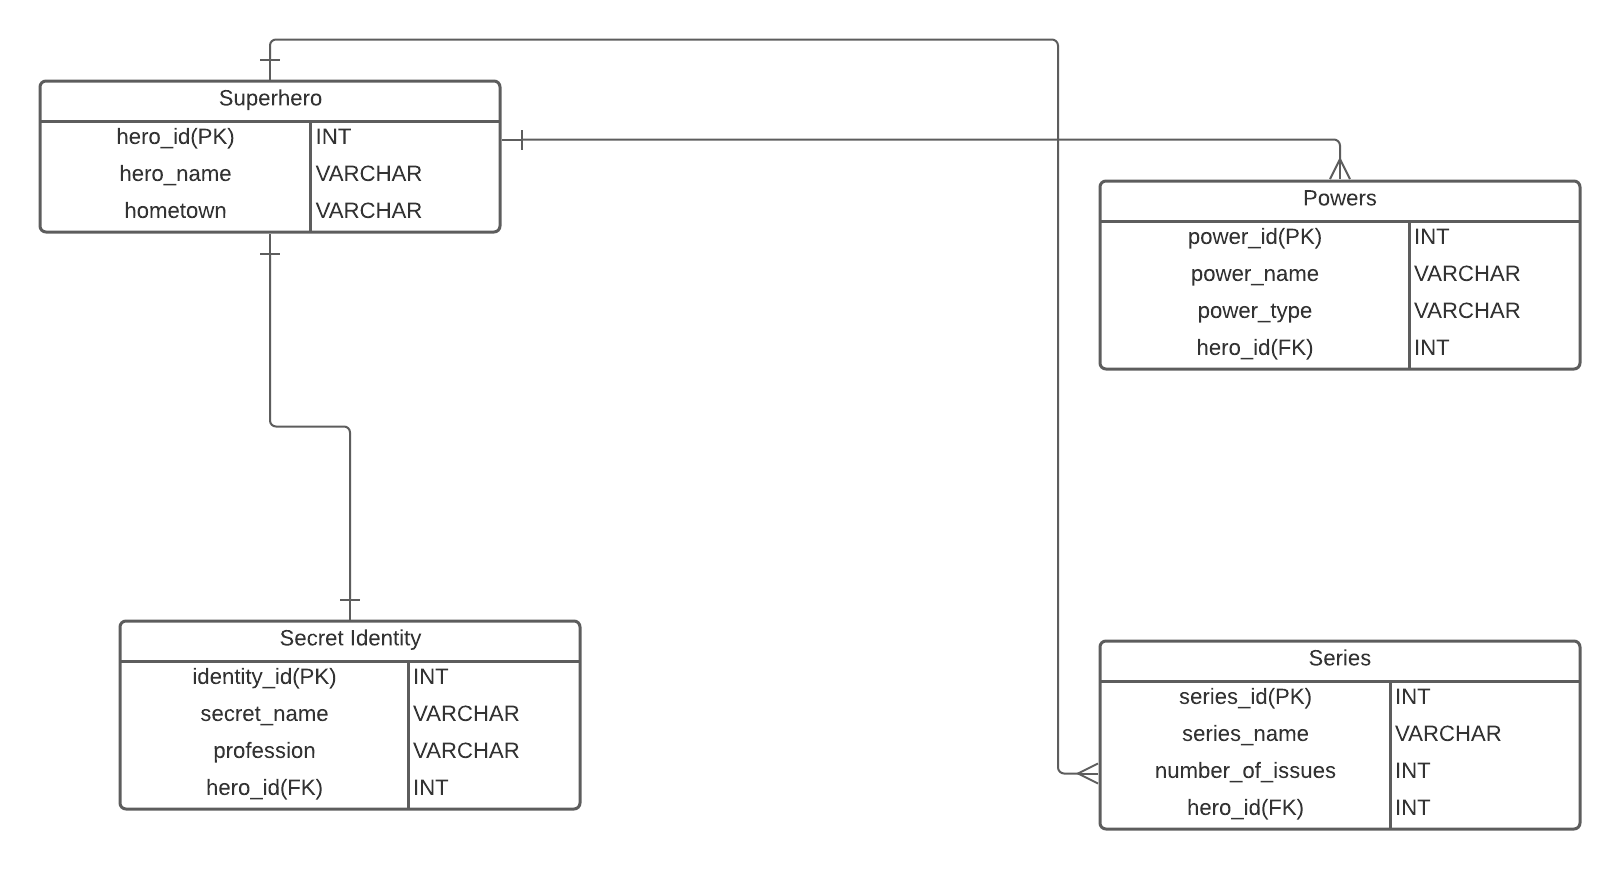 Superhero
hero_id(PK) INT
hero_name VARCHAR
hometown VARCHAR
Powers
power_id(PK) INT
power_name VARCHAR
power_type VARCHAR
hero_id(FK) INT
Secret Identity
identity_id(PK) INT
secret_name VARCHAR
profession VARCHAR
hero_id(FK) INT
Series
series_id(PK) INT
series_name VARCHAR
number_of_issues INT
hero_id(FK) INT